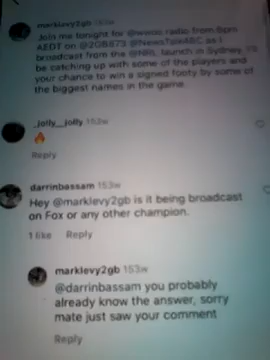 marklevy2gb 153w
Join me tonight for @wwos radio from 6pm
AEDT on @2GB873 @NewsTalk4BC as I
broadcast from the @NRL launch in Sydney. I'll
be catching up with some of the players and
your chance to win a signed footy by some of
the biggest names in the game.
_jolly__jolly 153w
🔥
Reply
darrinbassam 153w
Hey @marklevy2gb is it being broadcast
on Fox or any other champion.
1 like Reply
marklevy2gb 153w
@darrinbassam you probably
already know the answer, sorry
mate just saw your comment
Reply